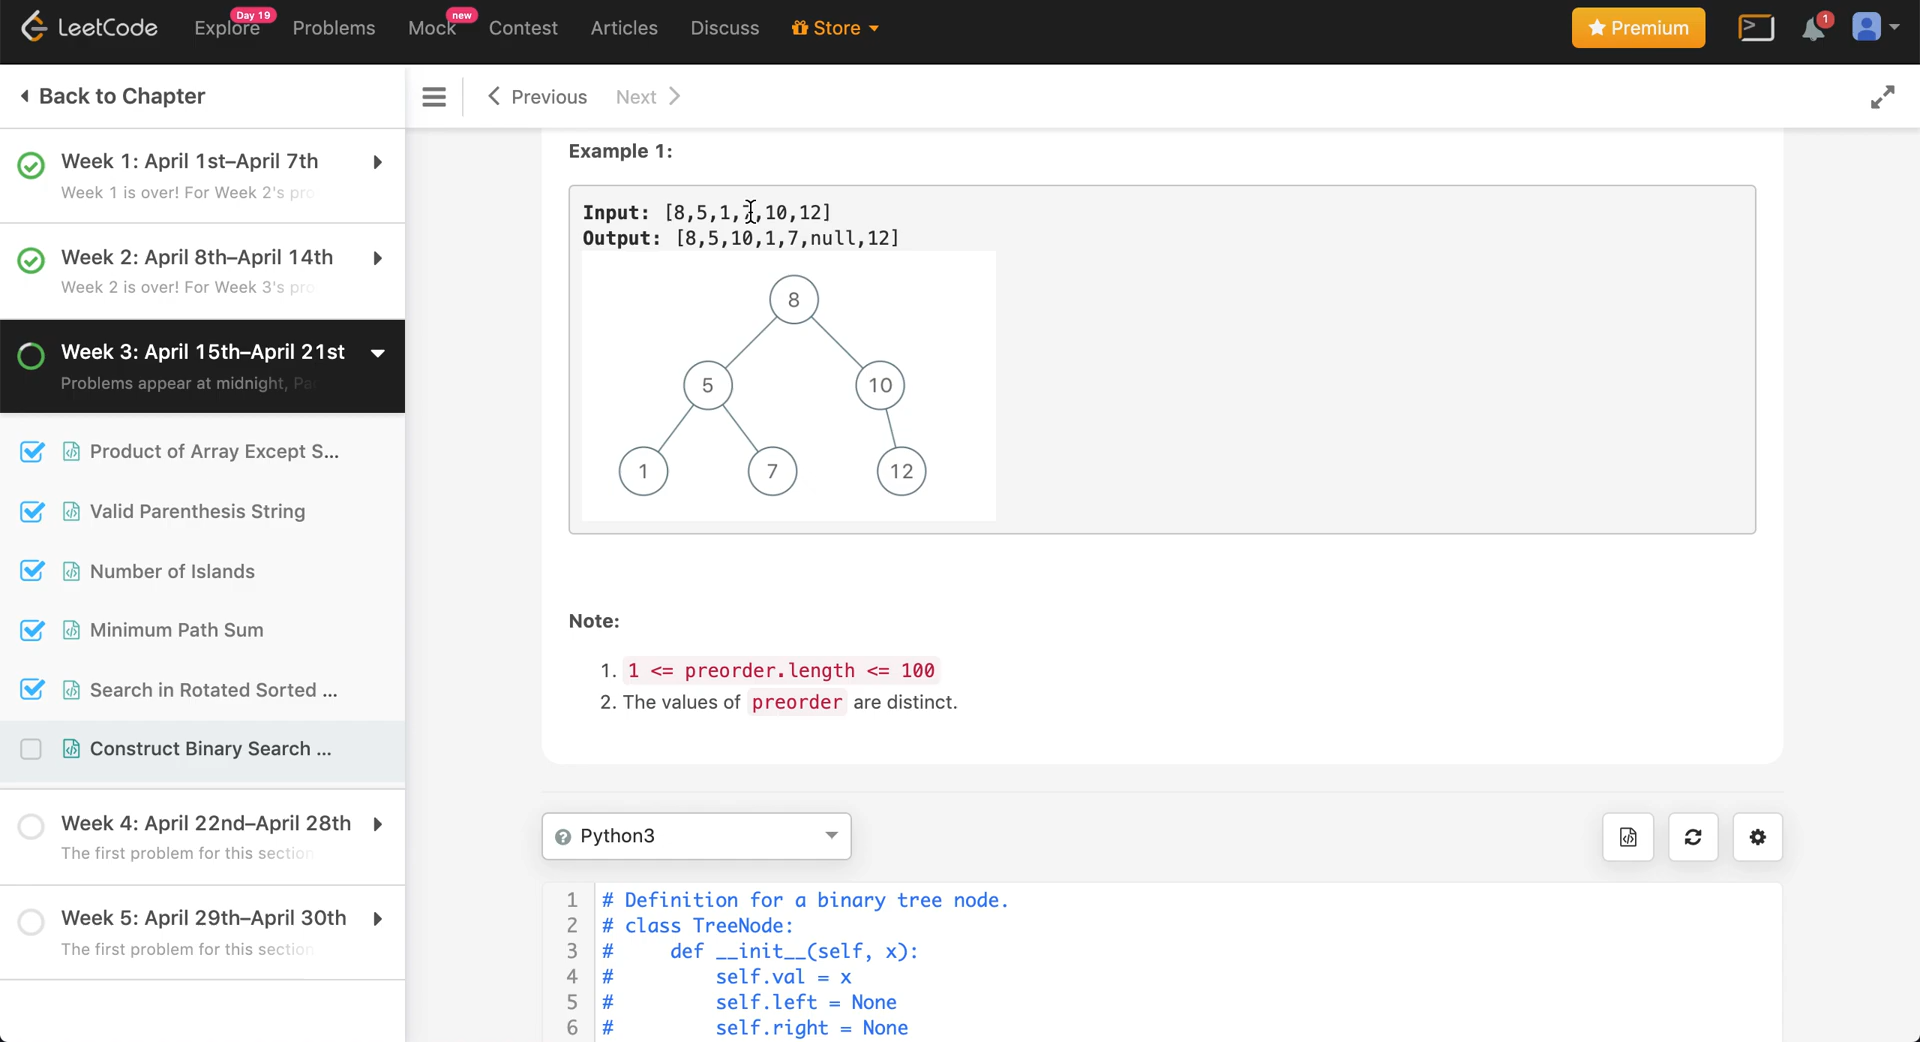 LeetCode
Explore
Day 19
Problems
Mock
new
Contest
Articles
Discuss
Store
Premium
1
Back to Chapter
Previous
Next
Week 1: April 1st–April 7th
Week 1 is over! For Week 2's pro
Week 2: April 8th–April 14th
Week 2 is over! For Week 3's pro
Week 3: April 15th–April 21st
Problems appear at midnight, Pa
Product of Array Except S...
Valid Parenthesis String
Number of Islands
Minimum Path Sum
Search in Rotated Sorted ...
Construct Binary Search ...
Week 4: April 22nd–April 28th
The first problem for this section
Week 5: April 29th–April 30th
The first problem for this section
Example 1:
Input: [8,5,1, ,10,12]
Output: [8,5,10,1,7,null,12]
8
5
10
1
7
12
Note:
1. 1 <= preorder.length <= 100
2. The values of preorder are distinct.
? Python3
1 # Definition for a binary tree node.
2 # class TreeNode:
3 #     def __init__(self, x):
4 #         self.val = x
5 #         self.left = None
6 #         self.right = None